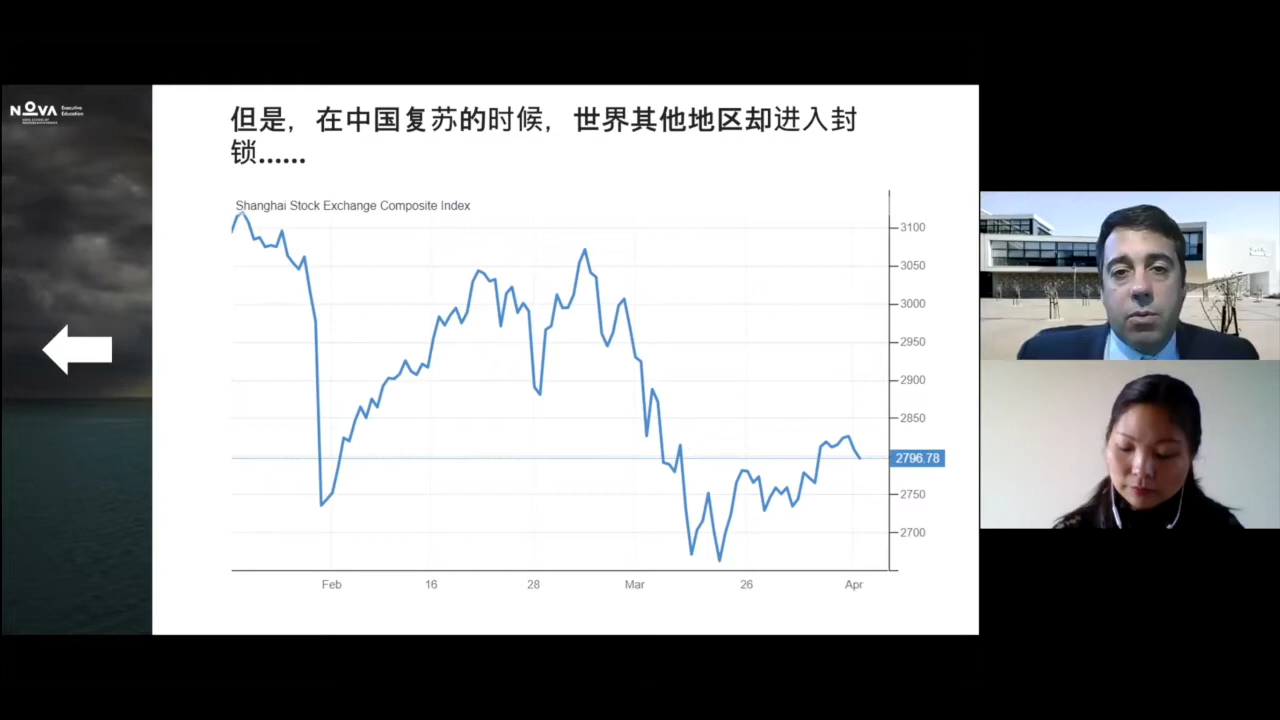 NOVA
Executive
Education
但是，在中国复苏的时候，世界其他地区却进入封
锁……
Shanghai Stock Exchange Composite Index
3100
3050
3000
2950
2900
2850
2796.78
2750
2700
Feb
16
28
Mar
26
Apr